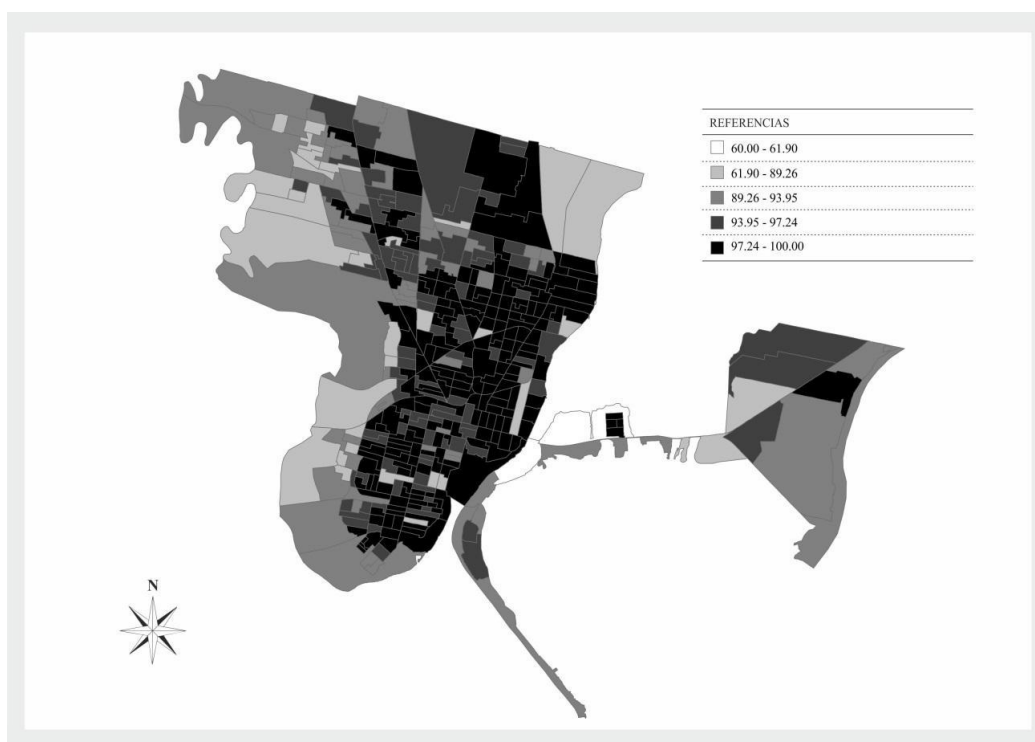 REFERENCIAS
60.00 - 61.90
61.90 - 89.26
89.26 - 93.95
93.95 - 97.24
97.24 - 100.00
N